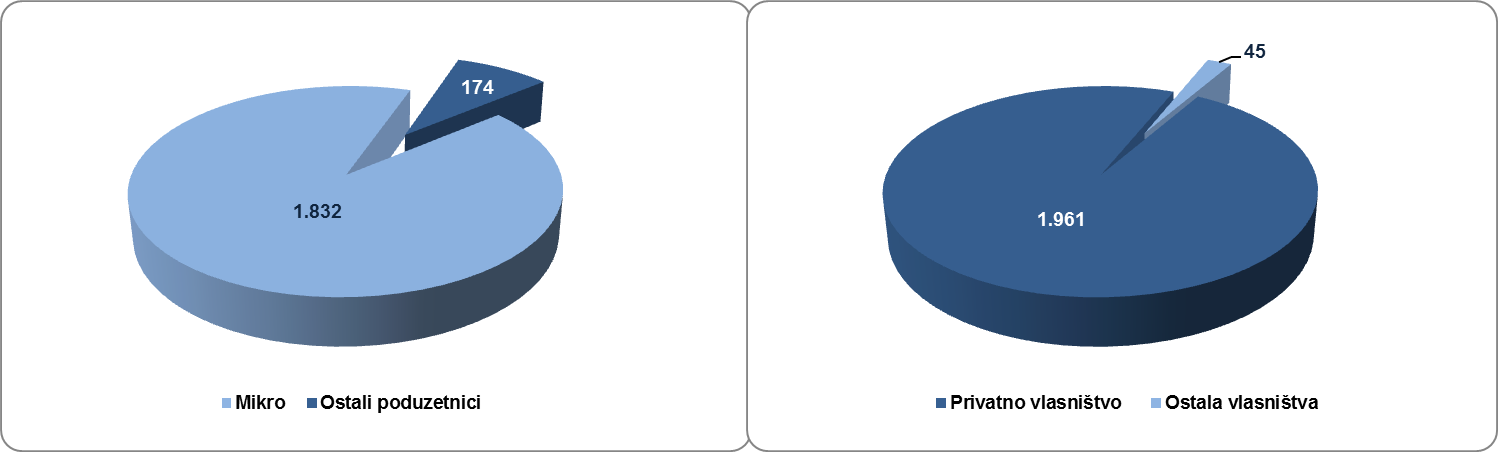 174
1.832
Mikro Ostali poduzetnici
45
1.961
Privatno vlasništvo Ostala vlasništva